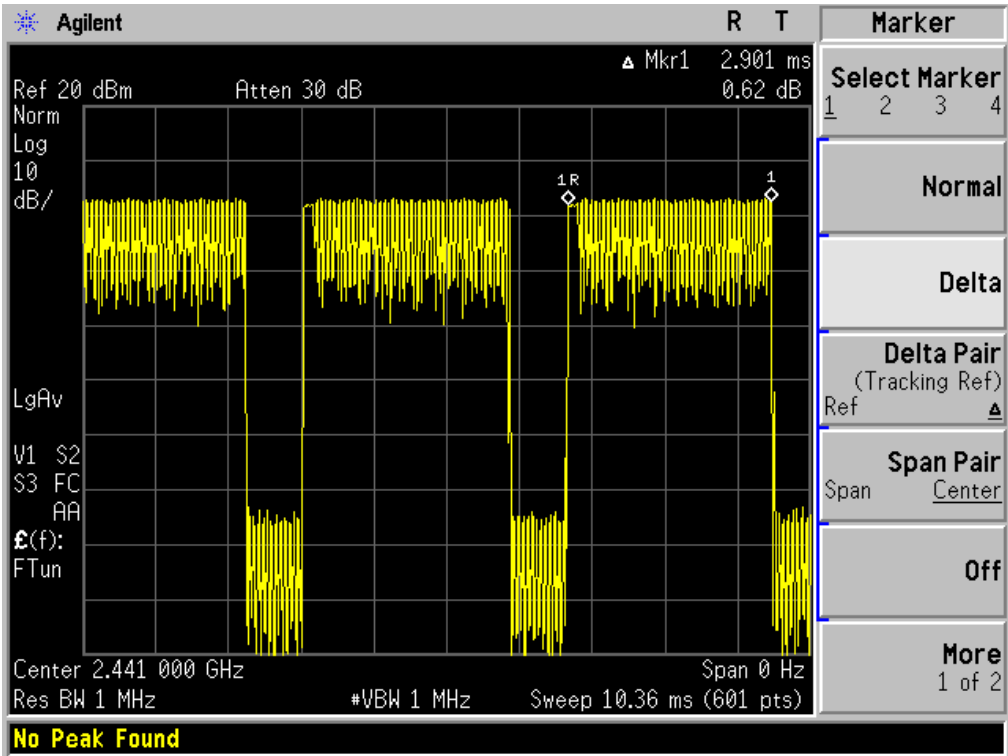 Agilent
R T
Marker
Δ Mkr1 2.901 ms
Ref 20 dBm Atten 30 dB 0.62 dB
Norm
Log
10
dB/
1R
1
LgAv
V1 S2
S3 FC
AA
£(f):
FTun
Center 2.441 000 GHz Span 0 Hz
Res BW 1 MHz #VBW 1 MHz Sweep 10.36 ms (601 pts)
No Peak Found
Select Marker
1 2 3 4
Normal
Delta
Delta Pair
(Tracking Ref)
Ref Δ
Span Pair
Span Center
Off
More
1 of 2